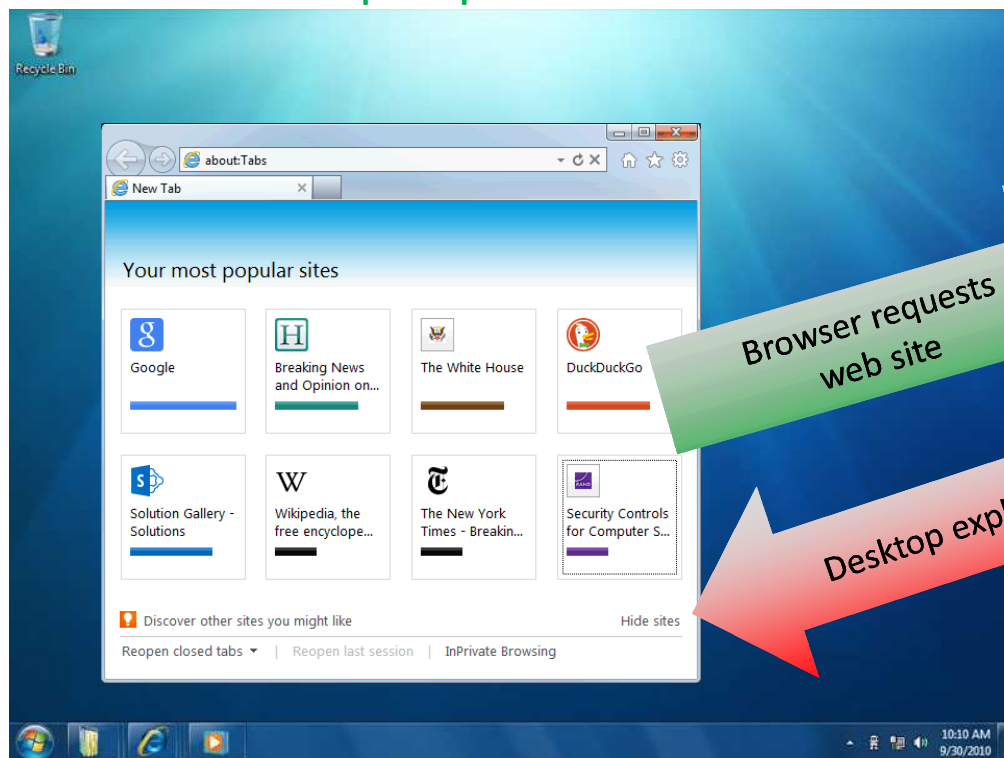 Recycle Bin
about:Tabs
New Tab
Your most popular sites
Google
Breaking News
and Opinion on...
The White House
DuckDuckGo
Solution Gallery -
Solutions
Wikipedia, the
free encyclope...
The New York
Times - Breakin...
Security Controls
for Computer S...
Discover other sites you might like
Hide sites
Reopen closed tabs
Reopen last session
InPrivate Browsing
Browser requests
web site
Desktop expl
10:10 AM
9/30/2010